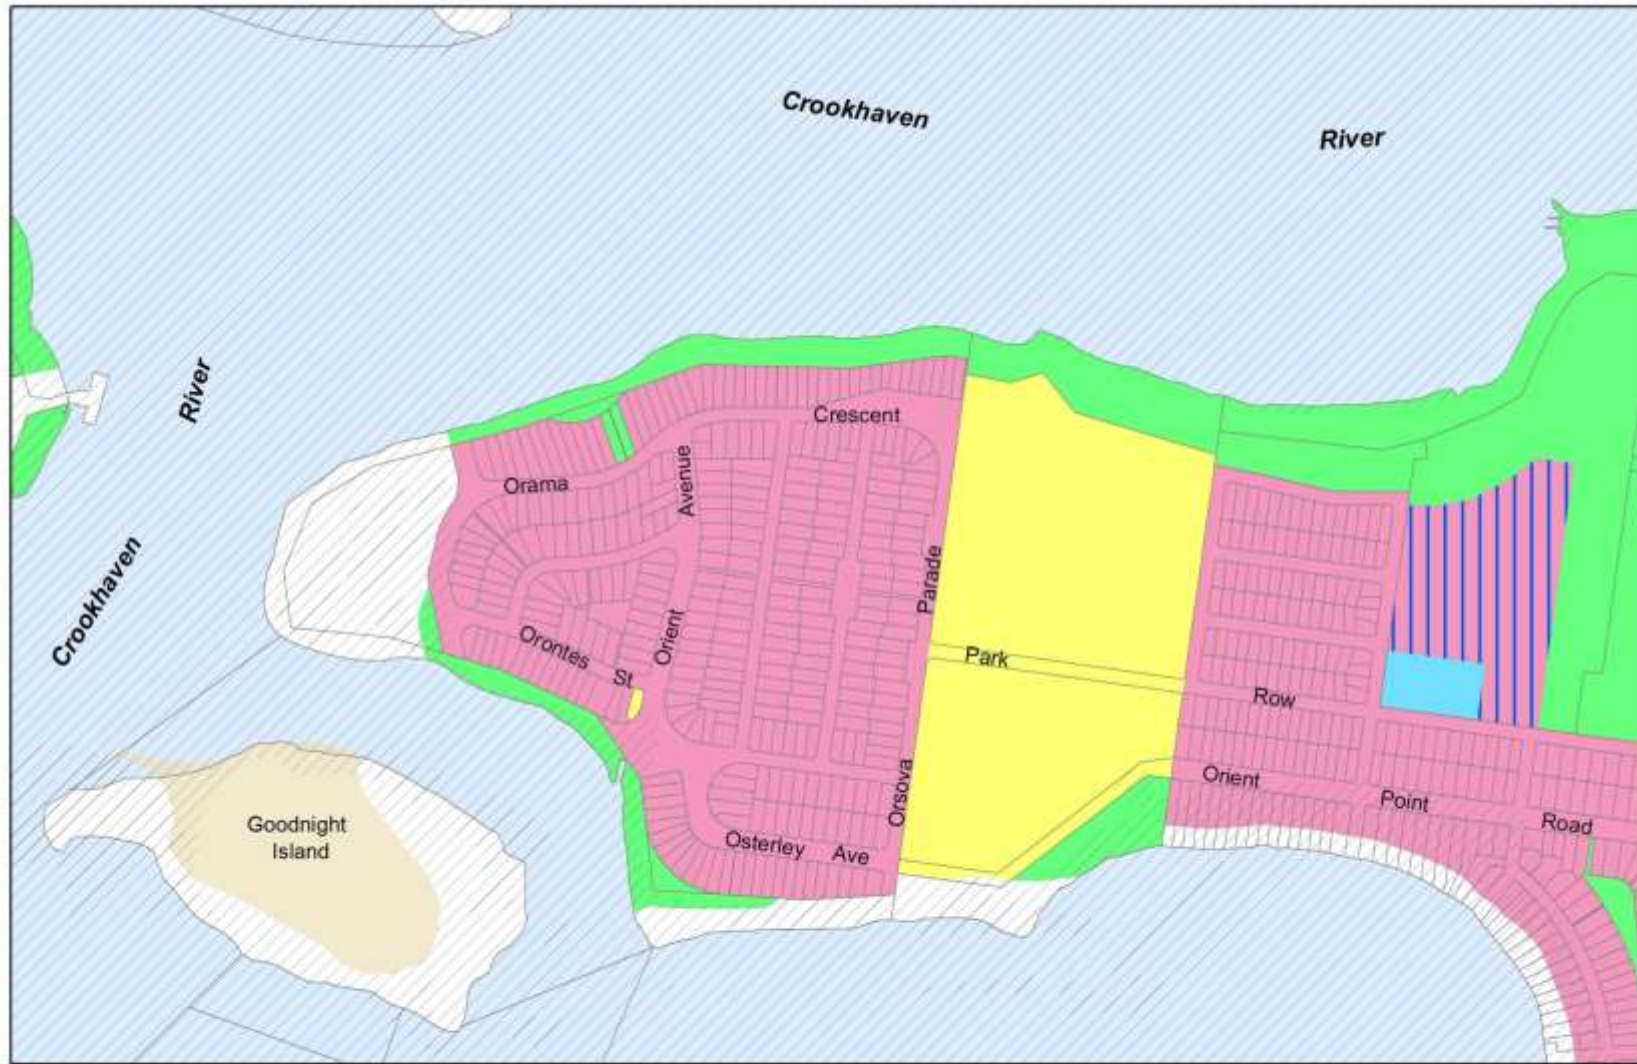 Crookhaven
River
River
Crescent
Orama
Avenue
Parade
Crookhaven
Orontes
St
Orient
Park
Row
Orient
Point
Road
Orsova
Goodnight
Island
Osterley Ave